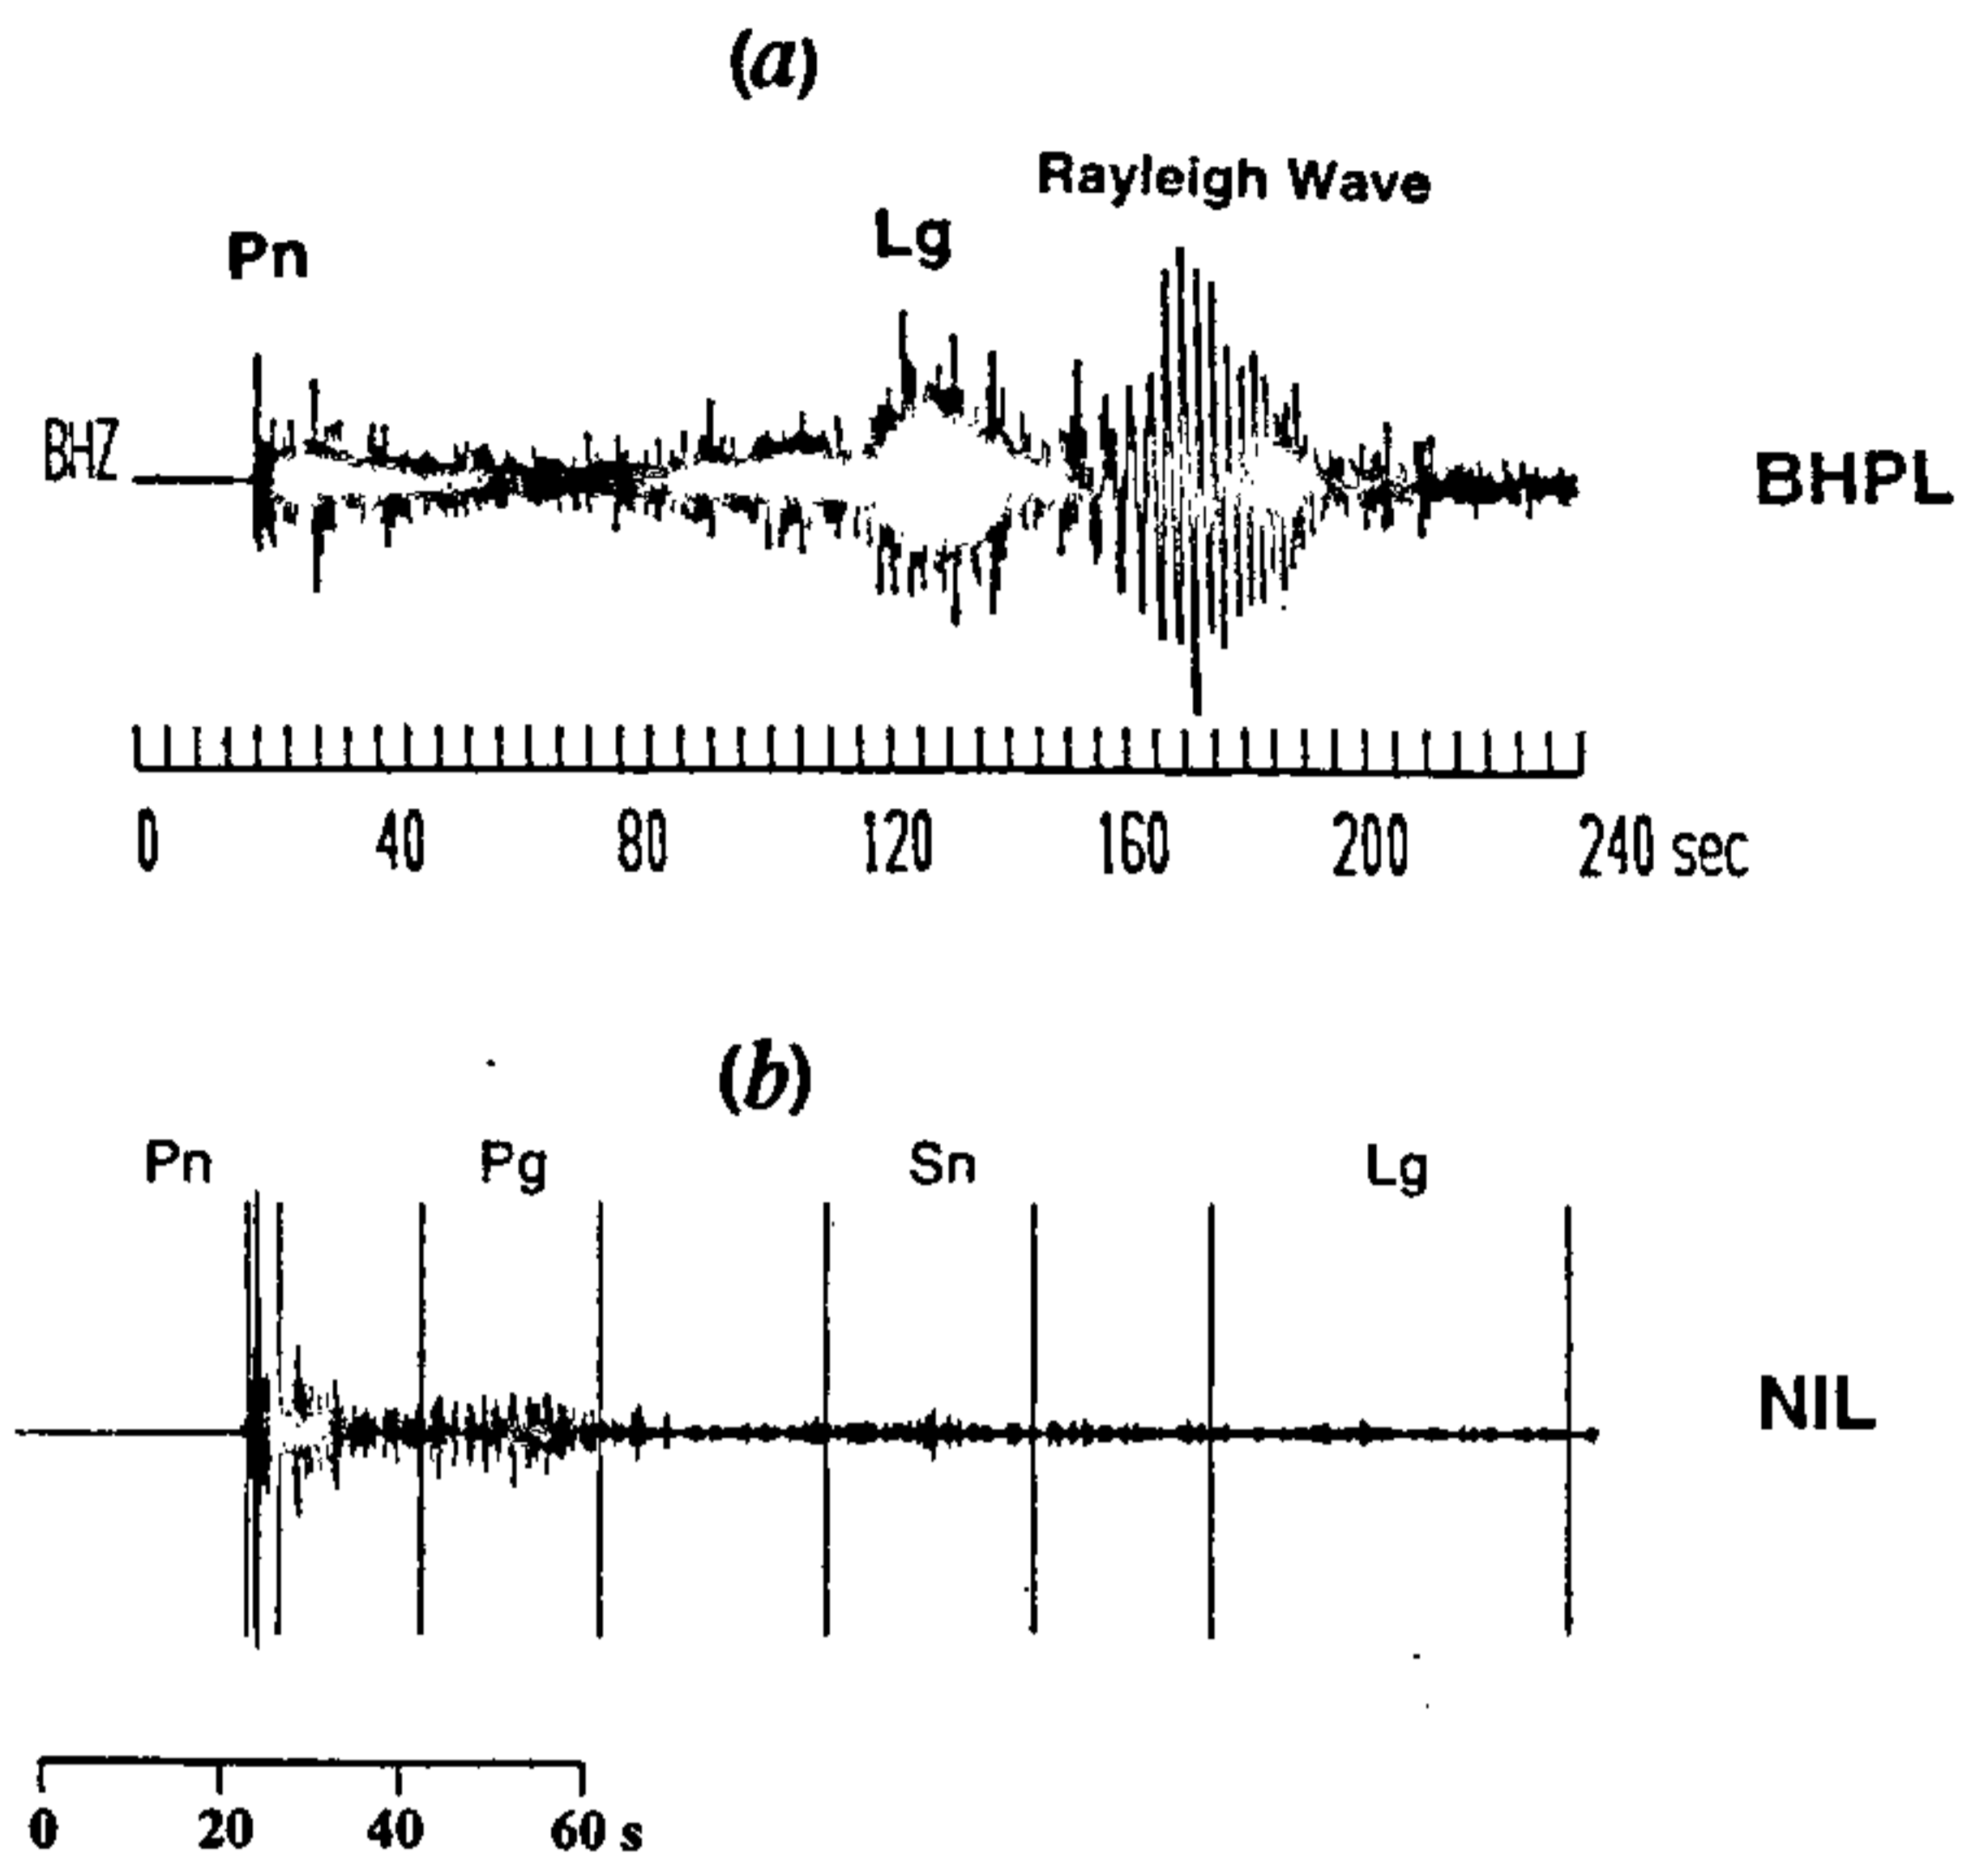 (a)
Rayleigh Wave
Pn
Lg
BHZ
BHPL
0 40 80 120 160 200 240 sec
(b)
Pn Pg Sn Lg
NIL
0 20 40 60 s